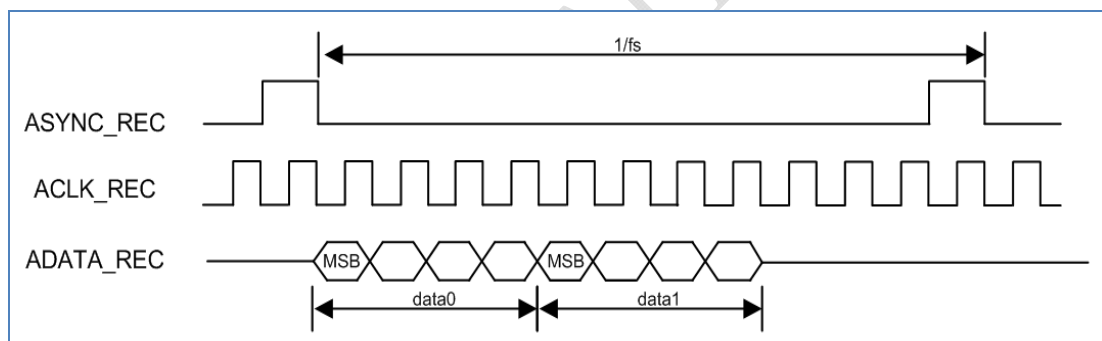 1/fs
ASYNC_REC
ACLK_REC
ADATA_REC
MSB
MSB
data0
data1